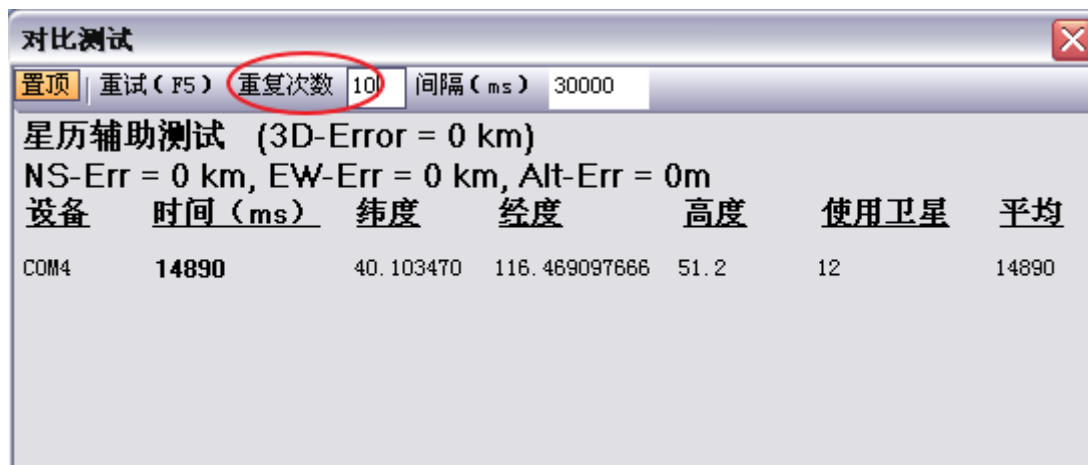 对比测试
置顶 重试(F5) 重复次数 10 间隔(ms) 30000
星历辅助测试 (3D-Error = 0 km)
NS-Err = 0 km, EW-Err = 0 km, Alt-Err = 0m
设备 时间(ms) 纬度 经度 高度 使用卫星 平均
COM4 14890 40.103470 116.469097666 51.2 12 14890